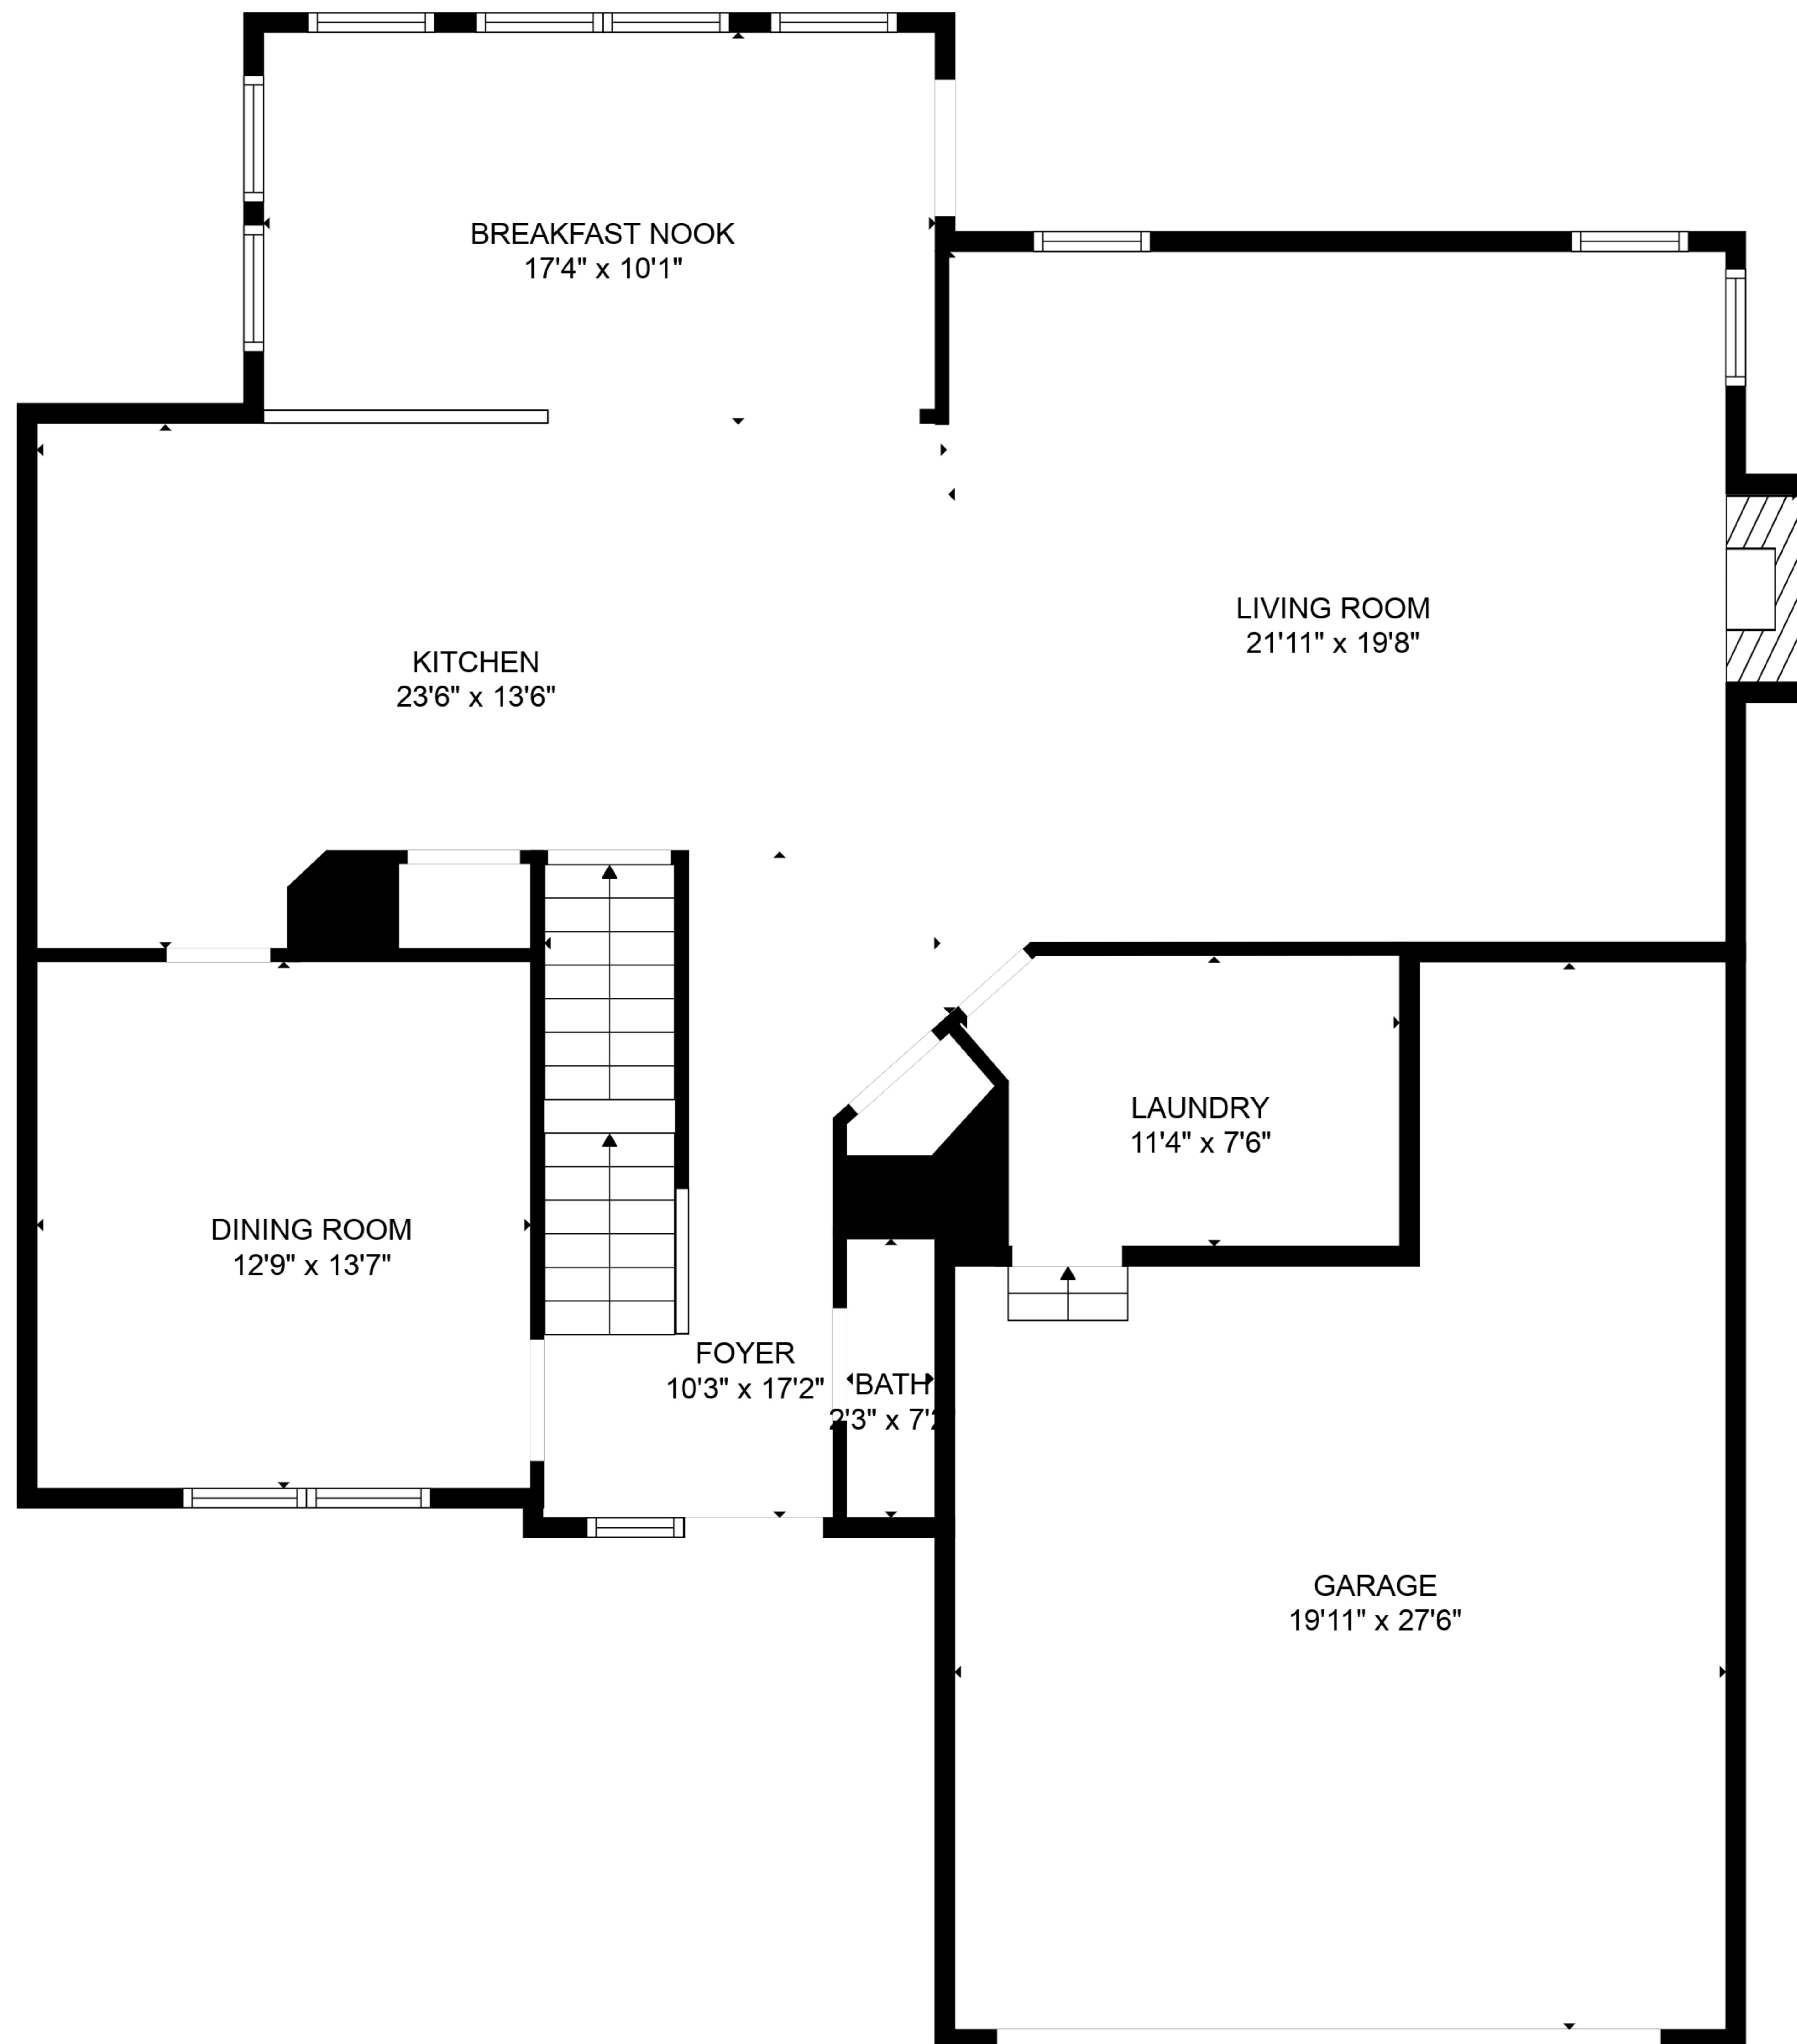 BREAKFAST NOOK
17'4" x 10'1"
LIVING ROOM
21'11" x 19'8"
KITCHEN
23'6" x 13'6"
LAUNDRY
11'4" x 7'6"
DINING ROOM
12'9" x 13'7"
FOYER
10'3" x 17'2"
BATH
2'3" x
GARAGE
19'11" x 27'6"